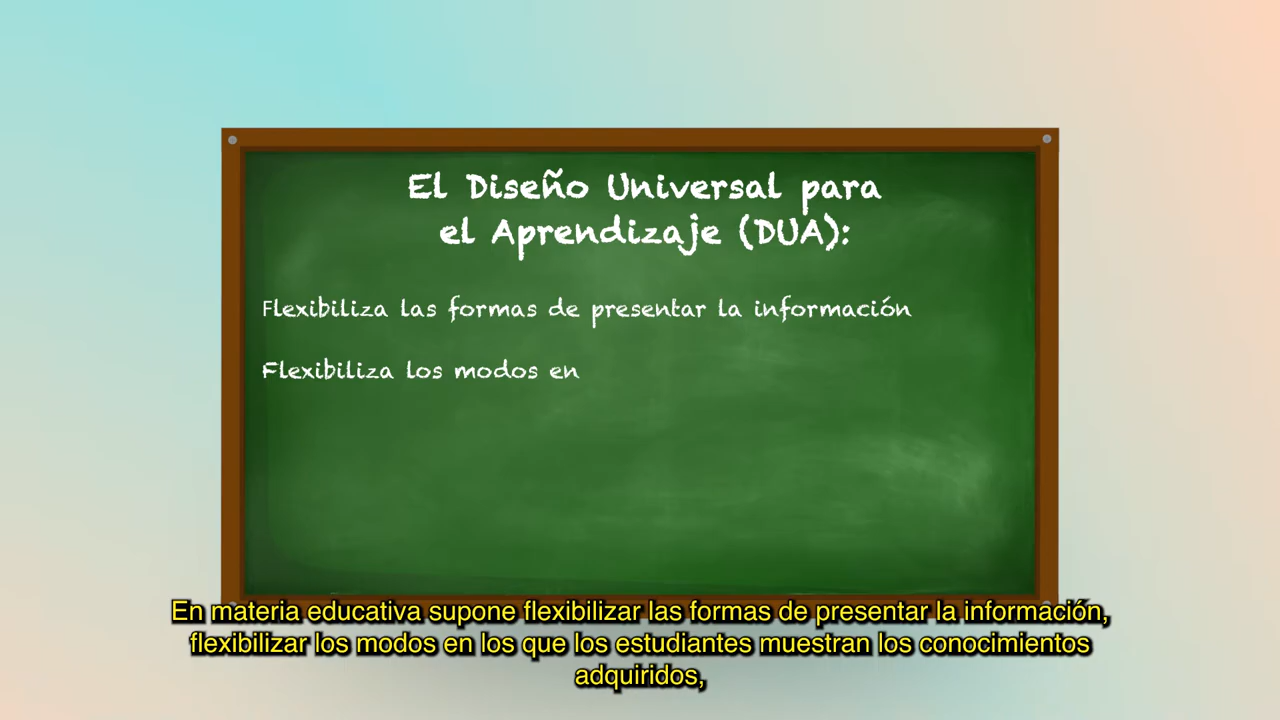 El Diseño Universal para
el Aprendizaje (DUA):
Flexibiliza las formas de presentar la información
Flexibiliza los modos en
En materia educativa supone flexibilizar las formas de presentar la información,
flexibilizar los modos en los que los estudiantes muestran los conocimientos
adquiridos,